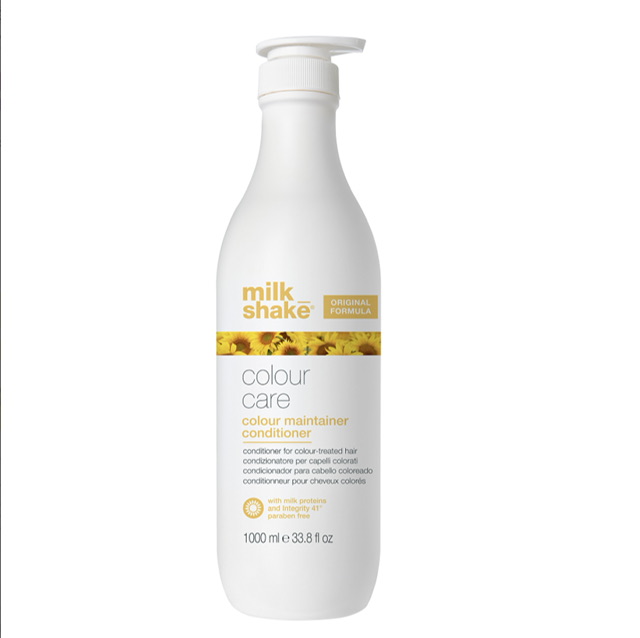 milk
shakē®
ORIGINAL
FORMULA
colour
care
colour maintainer
conditioner
conditioner for colour-treated hair
condizionatore per capelli colorati
condicionador para cabello coloreado
conditionneur pour cheveux colorés
with milk proteins
and Integrity 41®
paraben free
1000 ml e 33.8 fl oz